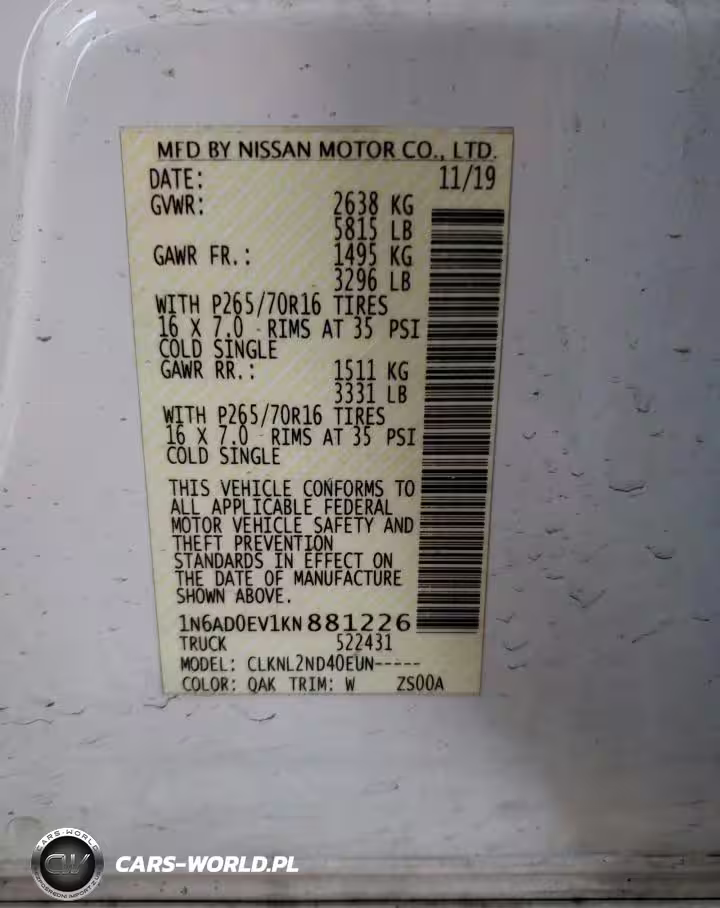 MFD BY NISSAN MOTOR CO., LTD.
DATE: 11/19
GVWR: 2638 KG
5815 LB
GAWR FR.: 1495 KG
3296 LB
WITH P265/70R16 TIRES
16 X 7.0 RIMS AT 35 PSI
COLD SINGLE
GAWR RR.: 1511 KG
3331 LB
WITH P265/70R16 TIRES
16 X 7.0 RIMS AT 35 PSI
COLD SINGLE
THIS VEHICLE CONFORMS TO
ALL APPLICABLE FEDERAL
MOTOR VEHICLE SAFETY AND
THEFT PREVENTION
STANDARDS IN EFFECT ON
THE DATE OF MANUFACTURE
SHOWN ABOVE.
1N6AD0EV1KN881226
TRUCK 522431
MODEL: CLKNL2ND40EUN-----
COLOR: QAK TRIM: W ZS00A
CARS-WORLD
CW
CARS-WORLD.PL